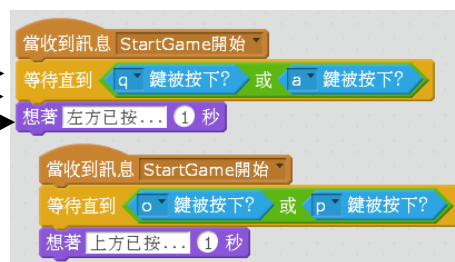 當收到訊息 StartGame開始
等待直到 q 鍵被按下? 或 a 鍵被按下?
想著 左方已按... 1 秒
當收到訊息 StartGame開始
等待直到 o 鍵被按下? 或 p 鍵被按下?
想著 上方已按... 1 秒